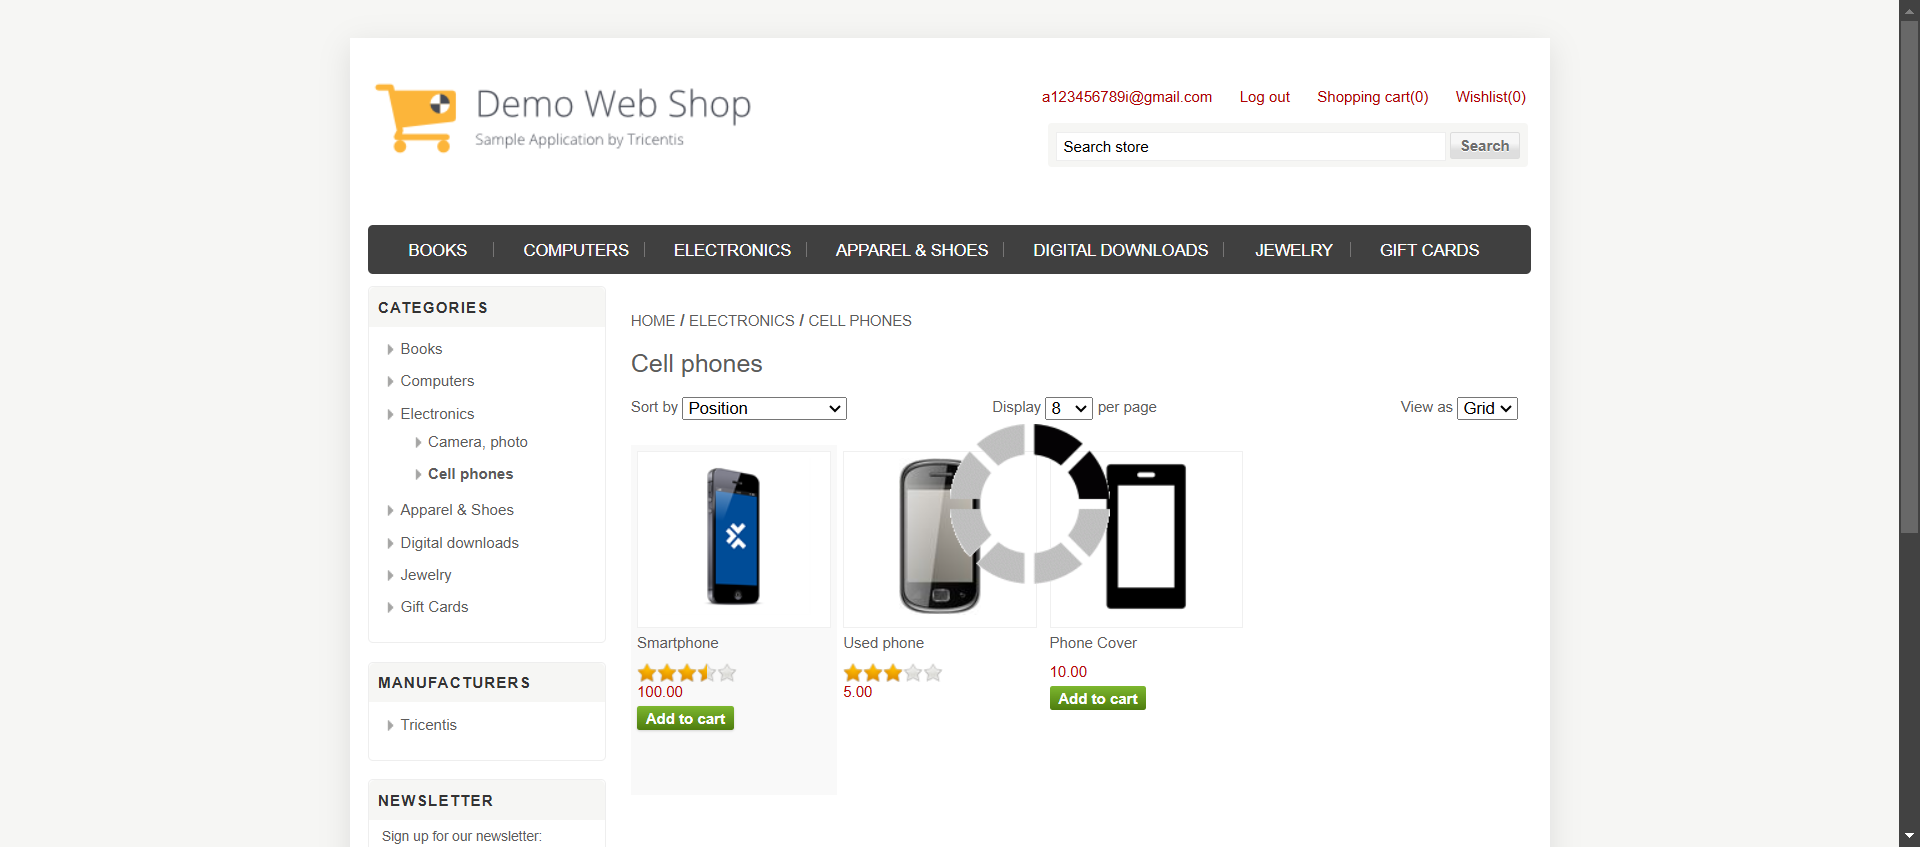 Demo Web Shop
Sample Application by Tricentis
a123456789i@gmail.com Log out Shopping cart(0) Wishlist(0)
Search store Search
BOOKS COMPUTERS ELECTRONICS APPAREL & SHOES DIGITAL DOWNLOADS JEWELRY GIFT CARDS
CATEGORIES
Books
Computers
Electronics
Camera, photo
Cell phones
Apparel & Shoes
Digital downloads
Jewelry
Gift Cards
MANUFACTURERS
Tricentis
NEWSLETTER
Sign up for our newsletter:
HOME / ELECTRONICS / CELL PHONES
Cell phones
Sort by Position Display 8 per page View as Grid
Smartphone
100.00
Add to cart
Used phone
5.00
Phone Cover
10.00
Add to cart